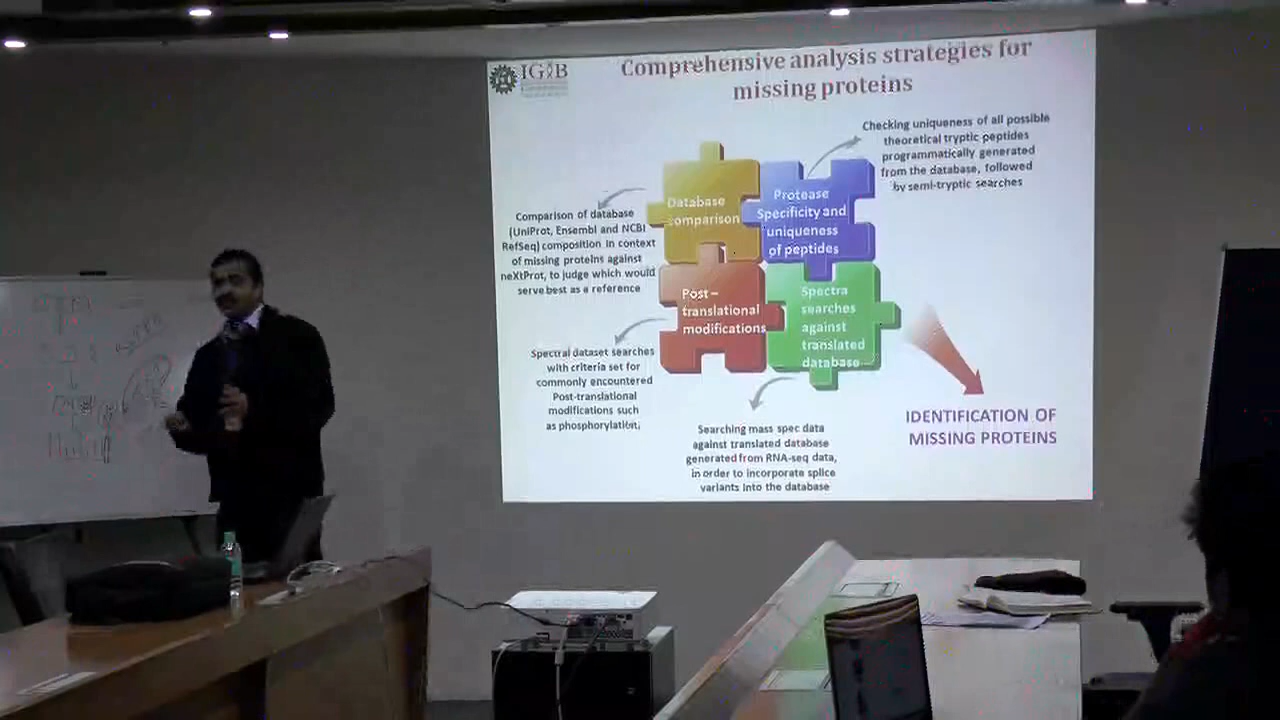 IGIB
Comprehensive analysis strategies for
missing proteins
Checking uniqueness of all possible
theoretical tryptic peptides
programmatically generated
from the database, followed
by semi-tryptic searches
Database
comparison
Protease
Specificity and
uniqueness
of peptides
Comparison of database
(UniProt, Ensembl and NCBI
RefSeq) composition in context
of missing proteins against
neXtProt, to judge which would
serve best as a reference
Post –
translational
modifications
Spectra
searches
against
translated
database
Spectral dataset searches
with criteria set for
commonly encountered
Post-translational
modifications such
as phosphorylation,
Searching mass spec data
against translated database
generated from RNA-seq data,
in order to incorporate splice
variants into the database
IDENTIFICATION OF
MISSING PROTEINS